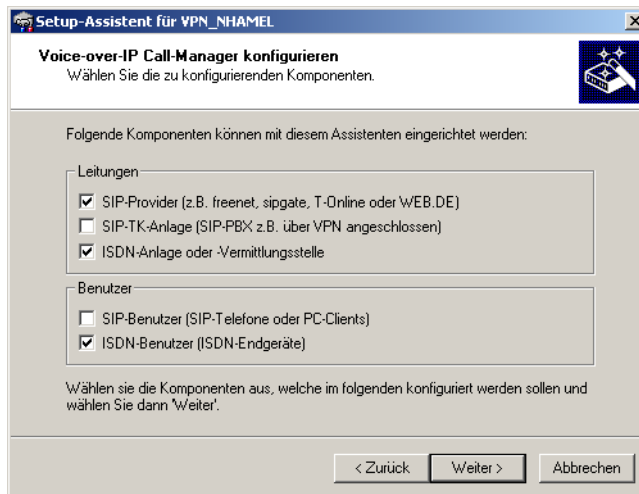 Setup-Assistent für VPN_NHAMEL
Voice-over-IP Call-Manager konfigurieren
Wählen Sie die zu konfigurierenden Komponenten.
Folgende Komponenten können mit diesem Assistenten eingerichtet werden:
Leitungen
SIP-Provider (z.B. freenet, sipgate, T-Online oder WEB.DE)
SIP-TK-Anlage (SIP-PBX z.B. über VPN angeschlossen)
ISDN-Anlage oder -Vermittlungsstelle
Benutzer
SIP-Benutzer (SIP-Telefone oder PC-Clients)
ISDN-Benutzer (ISDN-Endgeräte)
Wählen sie die Komponenten aus, welche im folgenden konfiguriert werden sollen und
wählen Sie dann 'Weiter'.
< Zurück Weiter > Abbrechen